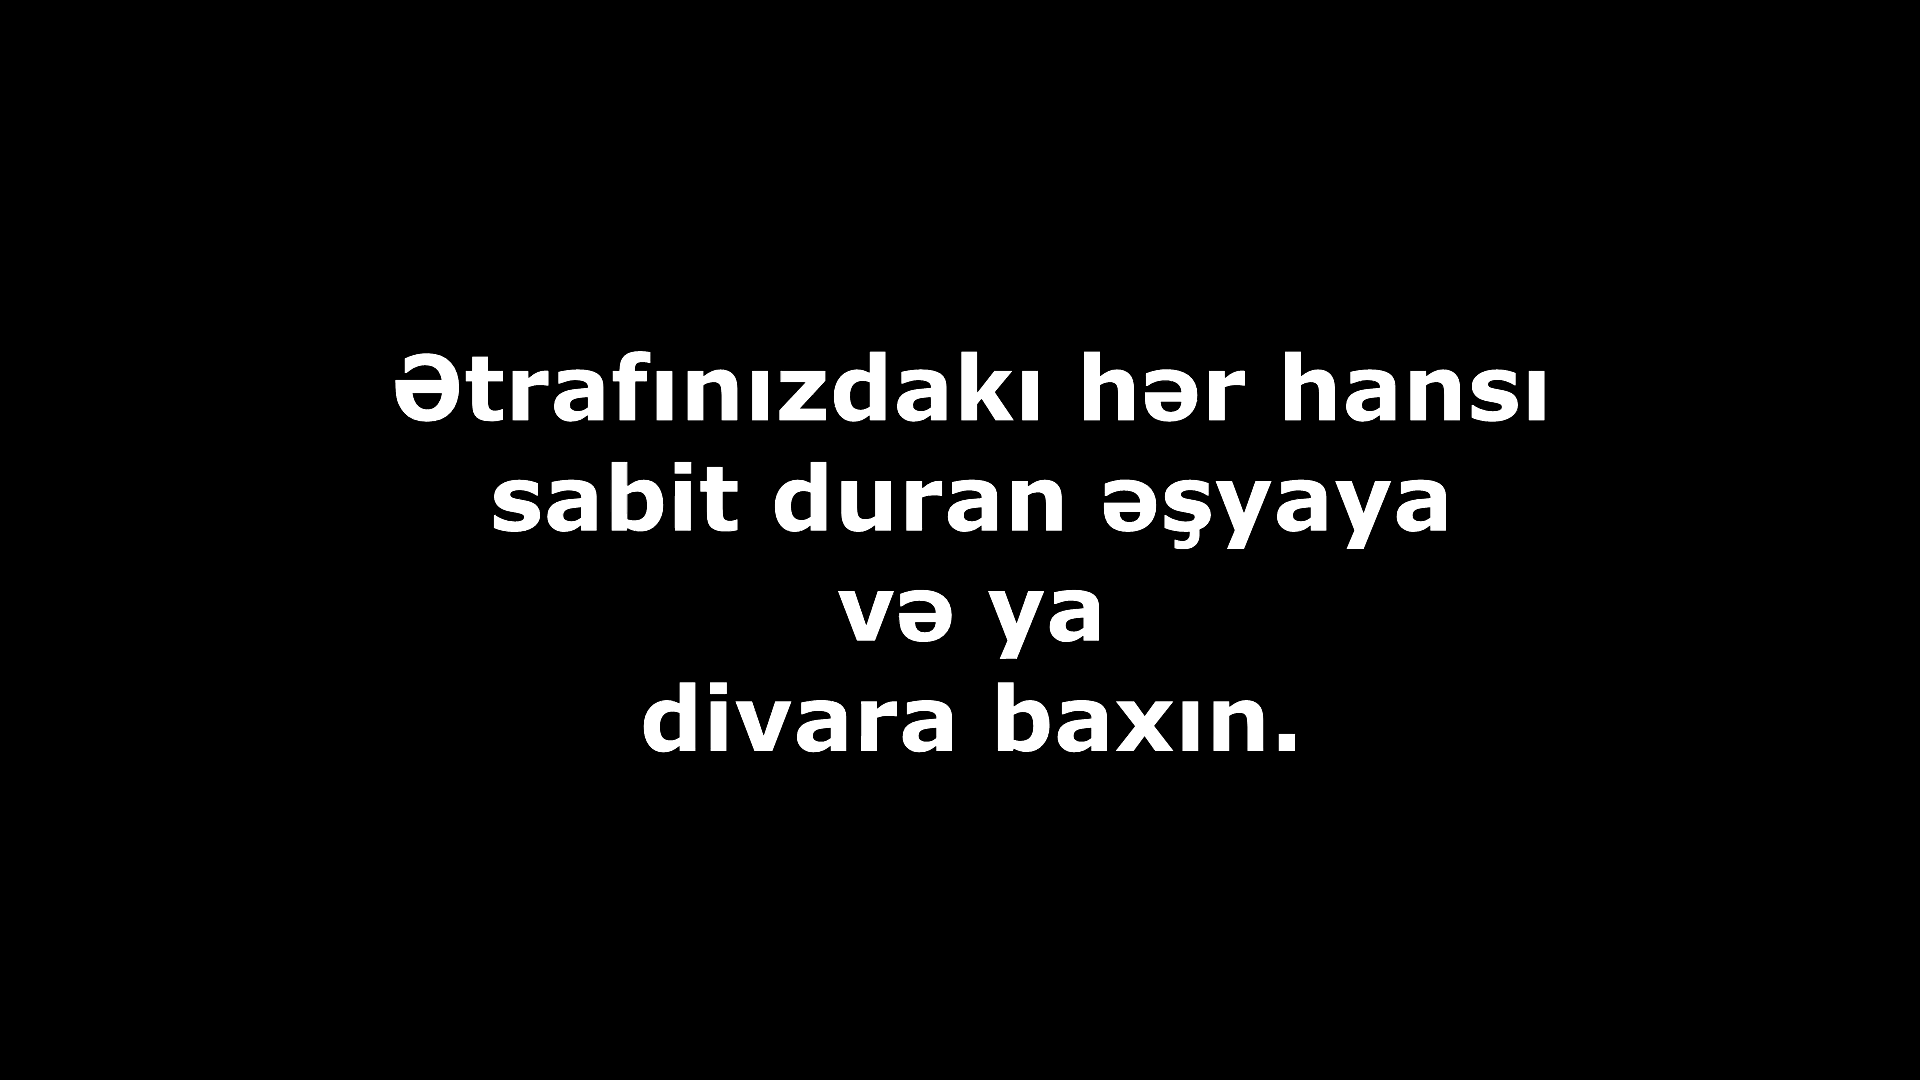 Ətrafınızdakı hər hansı
sabit duran əşyaya
və ya
divara baxın.